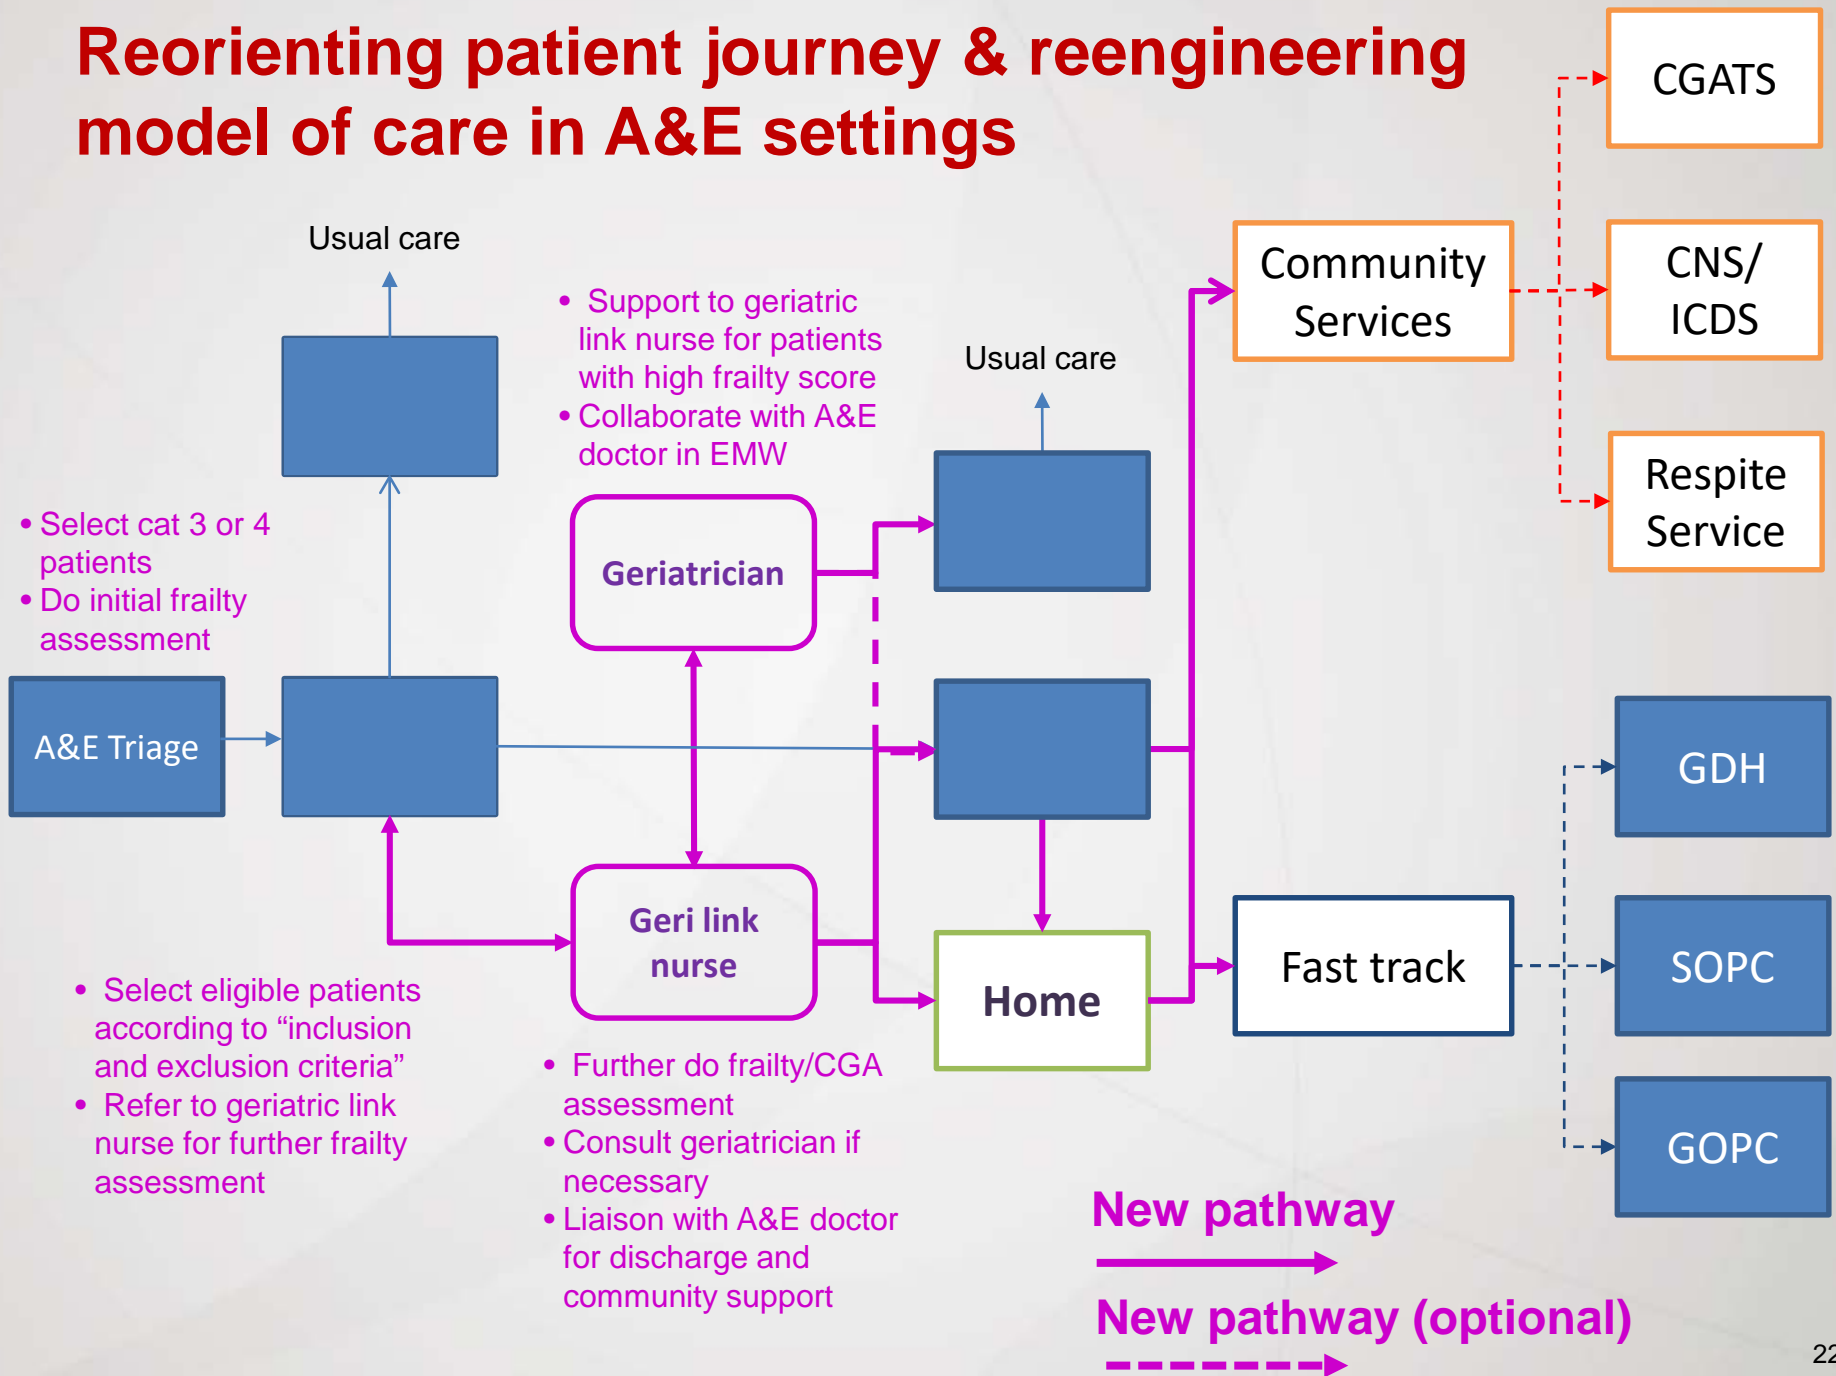 Reorienting patient journey & reengineering
model of care in A&E settings
CGATS
Usual care
• Support to geriatric
link nurse for patients
with high frailty score
• Collaborate with A&E
doctor in EMW
Community
Services
CNS/
ICDS
Usual care
Respite
Service
• Select cat 3 or 4
patients
• Do initial frailty
assessment
Geriatrician
A&E Triage
GDH
Geri link
nurse
Home
Fast track
SOPC
• Select eligible patients
according to “inclusion
and exclusion criteria”
• Refer to geriatric link
nurse for further frailty
assessment
• Further do frailty/CGA
assessment
• Consult geriatrician if
necessary
• Liaison with A&E doctor
for discharge and
community support
GOPC
New pathway
New pathway (optional)
22